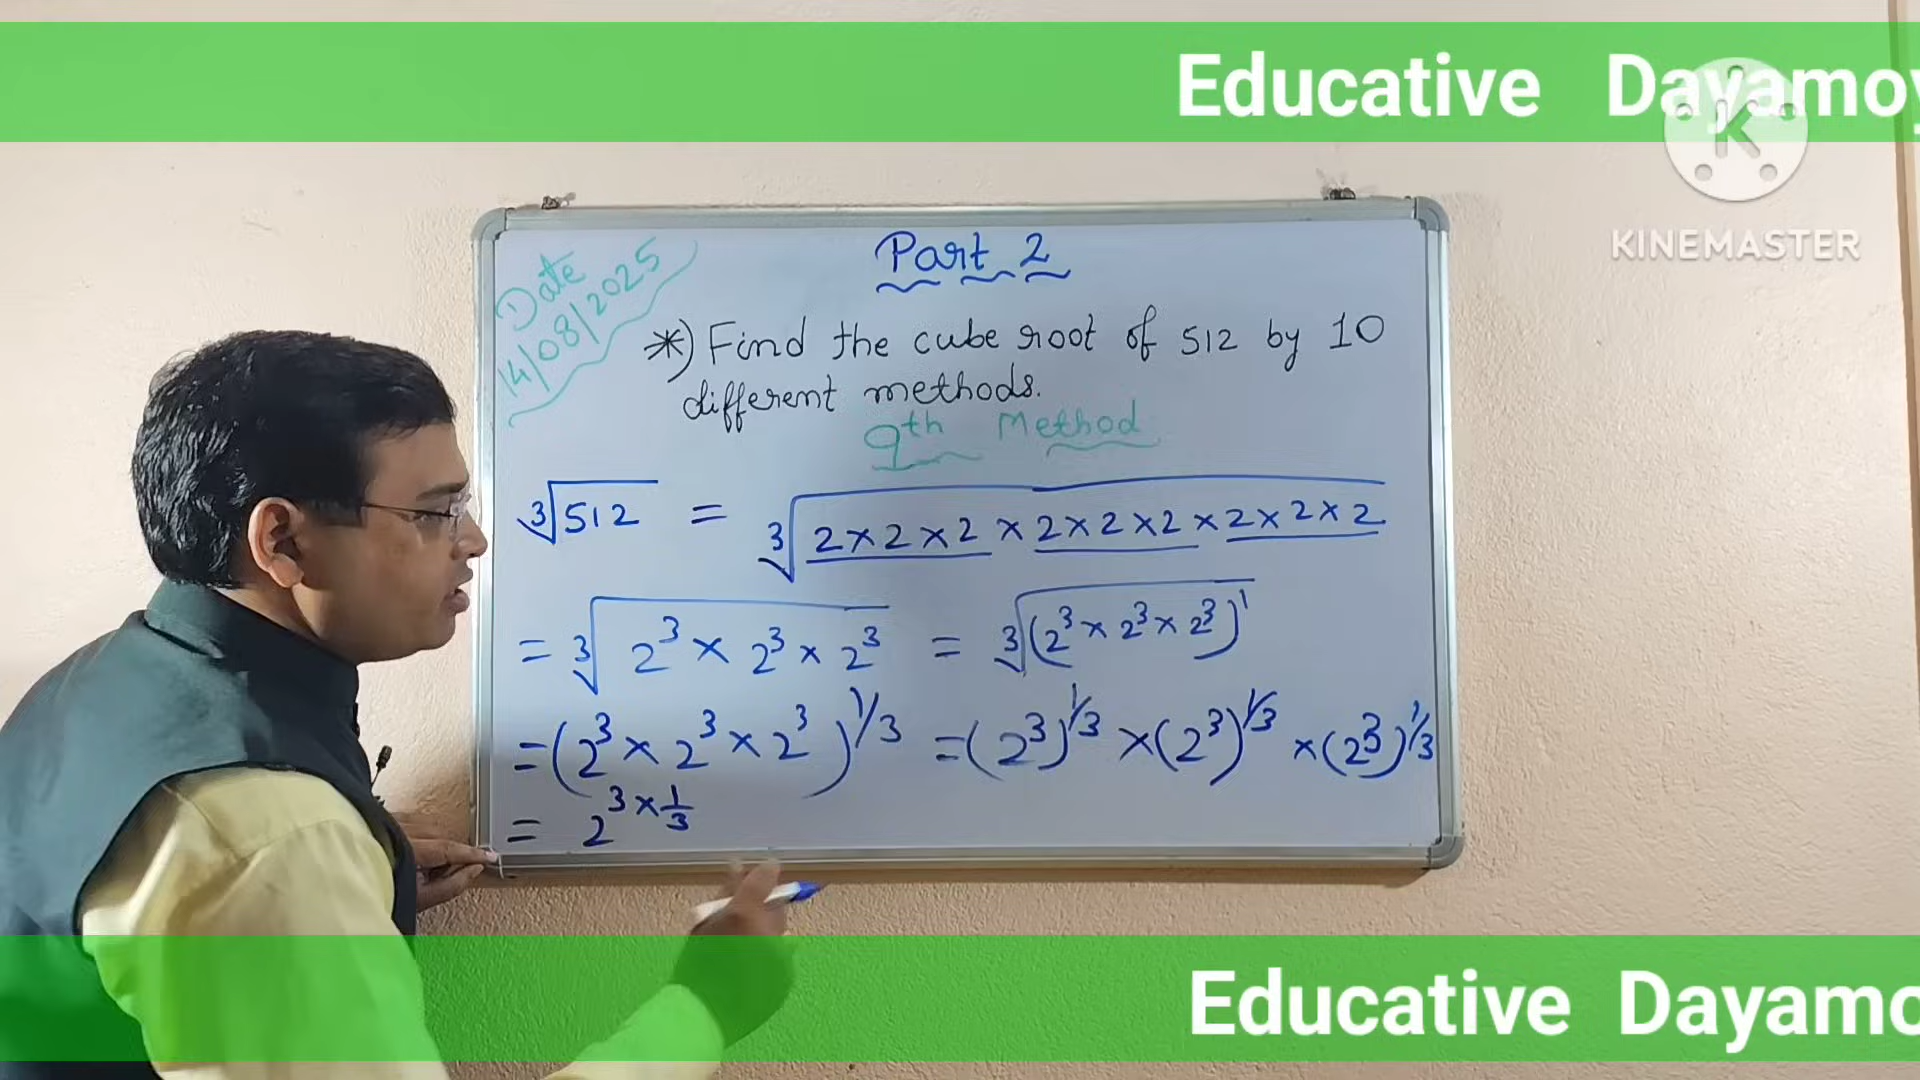 Educative Dayamoy
KINEMASTER
Part 2
Date
14/08/2025
*) Find the cube root of 512 by 10
different methods.
9th Method
∛512 = ∛(2×2×2×2×2×2×2×2×2)
= ∛(2³ × 2³ × 2³) = ∛(2³ × 2³ × 2³)¹
= (2³ × 2³ × 2³)^1/3 = (2³)^1/3 × (2³)^1/3 × (2³)^1/3
= 2^3×1/3
Educative Dayamo